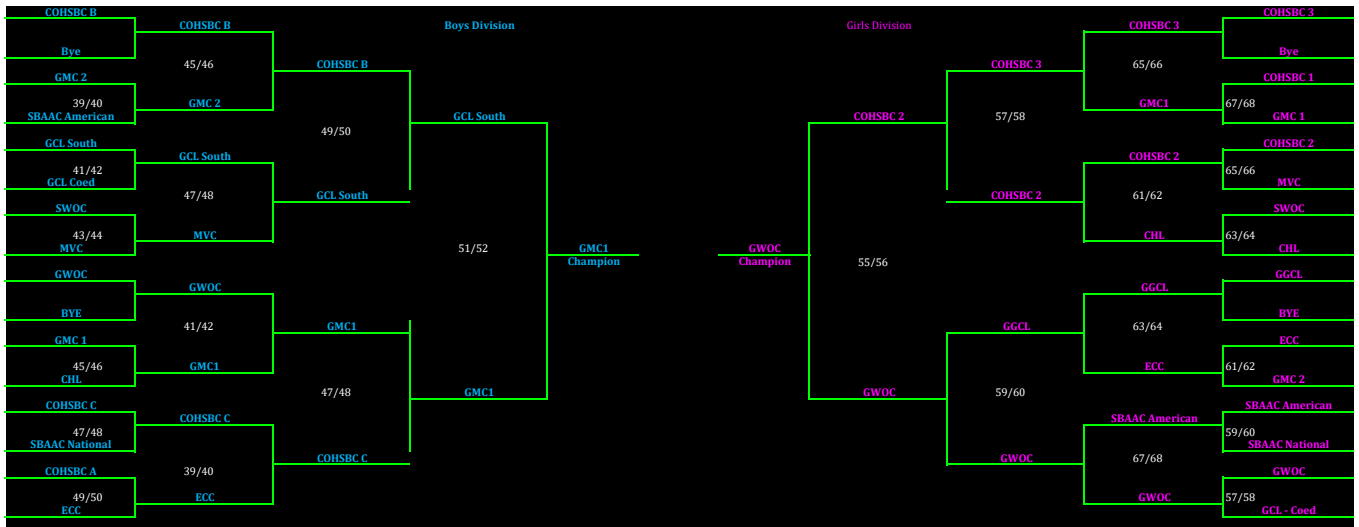 COHSBC B
COHSBC B
Boys Division
Girls Division
COHSBC 3
COHSBC 3
Bye
45/46
COHSBC B
COHSBC 3
65/66
Bye
GMC 2
COHSBC 1
39/40
GMC 2
GMC1
67/68
SBAAC American
GCL South
COHSBC 2
57/58
GMC 1
49/50
GCL South
GCL South
COHSBC 2
COHSBC 2
41/42
65/66
GCL Coed
47/48
GCL South
COHSBC 2
61/62
MVC
SWOC
SWOC
43/44
MVC
CHL
63/64
MVC
51/52
GMC1
GWOC
CHL
Champion
Champion
55/56
GWOC
GWOC
GGCL
GGCL
BYE
41/42
GMC1
GGCL
63/64
BYE
GMC 1
ECC
45/46
GMC1
ECC
61/62
CHL
47/48
GMC1
GWOC
59/60
GMC 2
COHSBC C
COHSBC C
SBAAC American
SBAAC American
47/48
59/60
SBAAC National
COHSBC C
GWOC
67/68
SBAAC National
COHSBC A
39/40
GWOC
49/50
ECC
GWOC
57/58
ECC
GCL - Coed